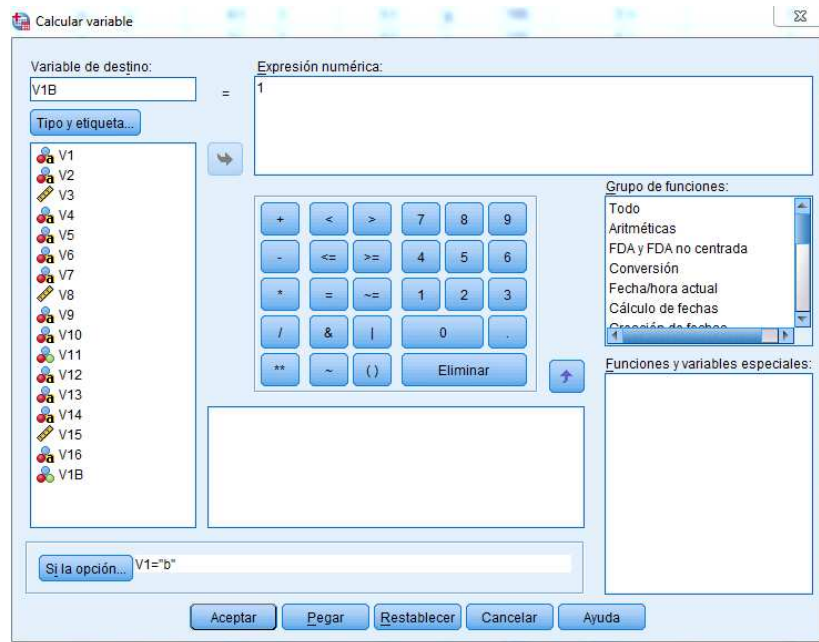 Calcular variable
Variable de destino:
V1B
=
Expresión numérica:
1
Tipo y etiqueta...
V1
V2
V3
V4
V5
V6
V7
V8
V9
V10
V11
V12
V13
V14
V15
V16
V1B
+ < > 7 8 9
- <= >= 4 5 6
* = ~= 1 2 3
/ & | 0 .
** ~ ( ) Eliminar
Grupo de funciones:
Todo
Aritméticas
FDA y FDA no centrada
Conversión
Fecha/hora actual
Cálculo de fechas
Creación de fechas
Funciones y variables especiales:
Si la opción... V1="b"
Aceptar Pegar Restablecer Cancelar Ayuda